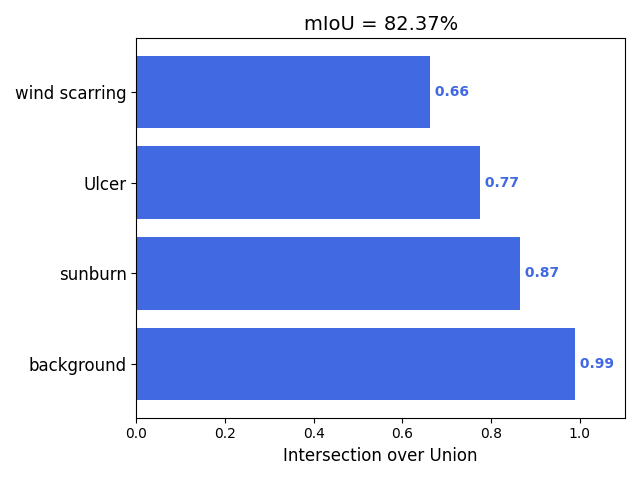 mIoU = 82.37%
wind scarring 0.66
Ulcer 0.77
sunburn 0.87
background 0.99
0.0 0.2 0.4 0.6 0.8 1.0
Intersection over Union